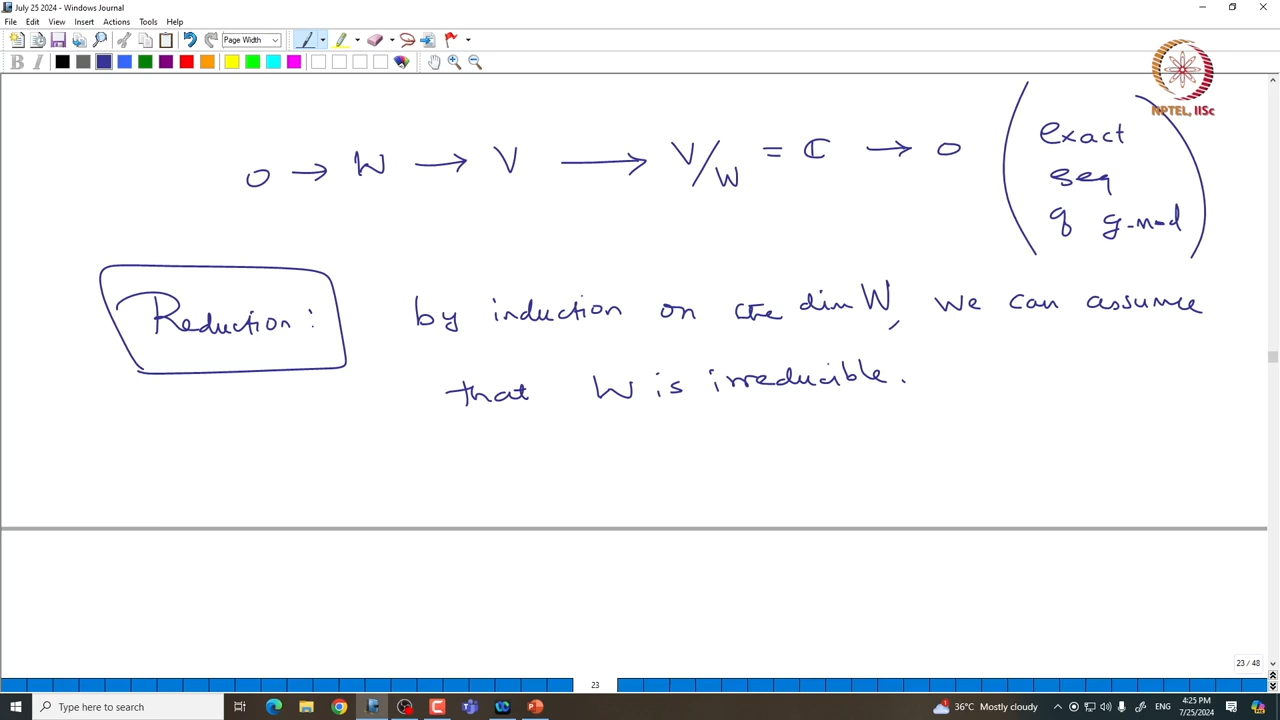 July 25 2024 - Windows Journal
File Edit View Insert Actions Tools Help
Page Width
NPTEL, IISc
0 → W → V → V/W = ℂ → 0 ( exact
seq
of g-mod )
Reduction: by induction on the dim W, we can assume
that W is irreducible.
23 / 48
23
Type here to search
36°C Mostly cloudy
4:25 PM
7/25/2024